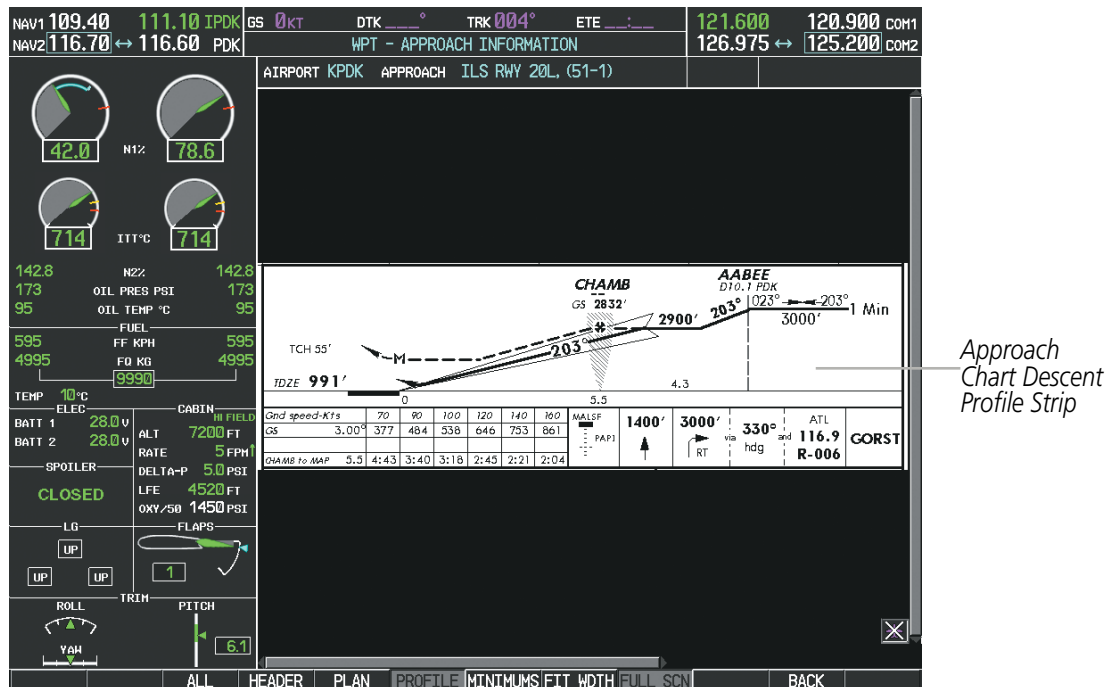 NAV1 109.40 111.10 IPDK
NAV2 116.70 ↔ 116.60 PDK
GS 0KT DTK ___° TRK 004° ETE __:__
WPT – APPROACH INFORMATION
121.600 120.900 COM1
126.975 ↔ 125.200 COM2
AIRPORT KPDK APPROACH ILS RWY 20L, (51-1)
42.0 N1% 78.6
714 ITT°C 714
142.8 N2% 142.8
173 OIL PRES PSI 173
95 OIL TEMP °C 95
FUEL
595 FF KPH 595
4995 FQ KG 4995
9990
TEMP 10°C
ELEC
BATT 1 28.0 V
BATT 2 28.0 V
CABIN
HI FIELD
ALT 7200 FT
RATE 5 FPM↑
DELTA-P 5.0 PSI
LFE 4520 FT
OXY/50 1450 PSI
SPOILER
CLOSED
LG
UP
UP UP
FLAPS
1
TRIM
ROLL
YAW
PITCH
6.1
CHAMB
GS 2832'
AABEE
D10.1 PDK
203°
023° 203°
1 Min
2900'
3000'
203°
TCH 55'
M
TDZE 991'
4.3
0 5.5
Gnd speed-Kts 70 90 100 120 140 160
GS 3.00° 377 484 538 646 753 861
CHAMB to MAP 5.5 4:43 3:40 3:18 2:45 2:21 2:04
MALSF
PAPI
1400'
3000'
RT
via 330° hdg
and ATL 116.9 R-006
GORST
Approach
Chart Descent
Profile Strip
ALL HEADER PLAN PROFILE MINIMUMS FIT WDTH FULL SCN BACK